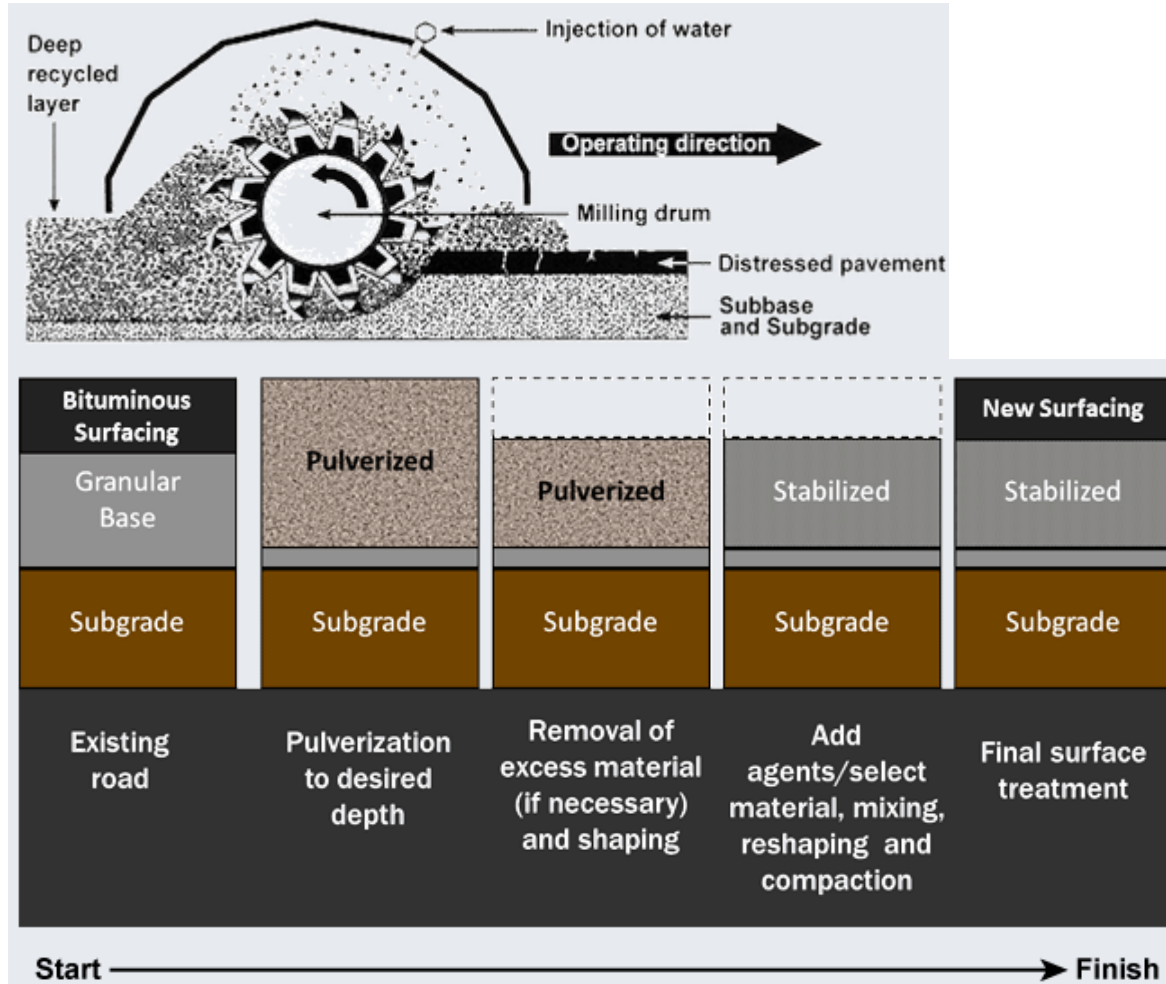 Deep
recycled
layer
Injection of water
Operating direction
Milling drum
Distressed pavement
Subbase
and Subgrade
Bituminous
Surfacing
Granular
Base
Subgrade
Pulverized
Subgrade
Pulverized
Subgrade
Stabilized
Subgrade
New Surfacing
Stabilized
Subgrade
Existing
road
Pulverization
to desired
depth
Removal of
excess material
(if necessary)
and shaping
Add
agents/select
material, mixing,
reshaping and
compaction
Final surface
treatment
Start
Finish